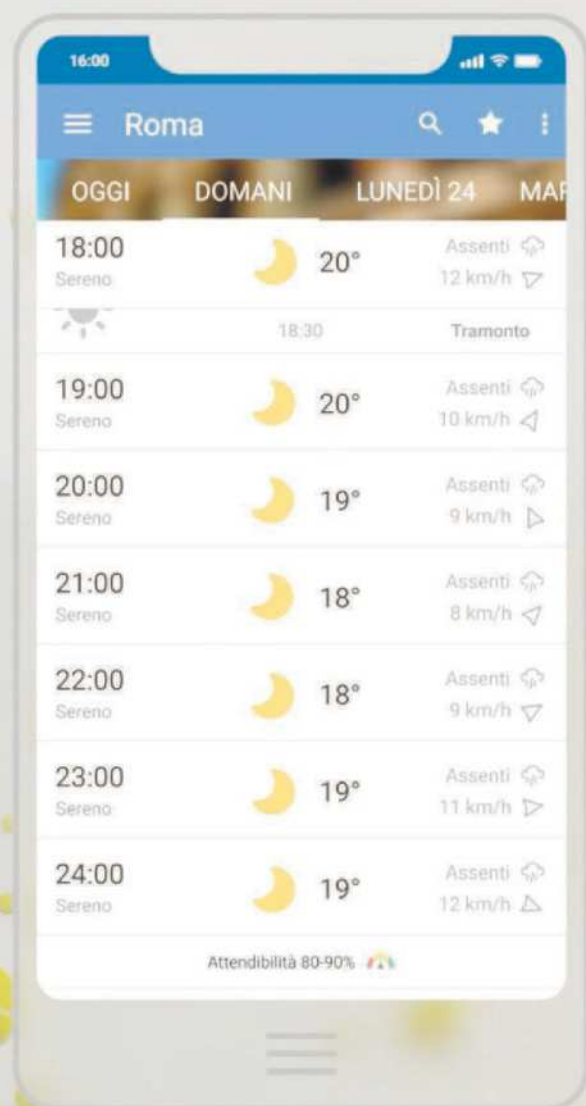 16:00
Roma
OGGI DOMANI LUNEDÌ 24 MAR
18:00 20° Assenti
Sereno 12 km/h
18:30 Tramonto
19:00 20° Assenti
Sereno 10 km/h
20:00 19° Assenti
Sereno 9 km/h
21:00 18° Assenti
Sereno 8 km/h
22:00 18° Assenti
Sereno 9 km/h
23:00 19° Assenti
Sereno 11 km/h
24:00 19° Assenti
Sereno 12 km/h
Attendibilità 80-90%